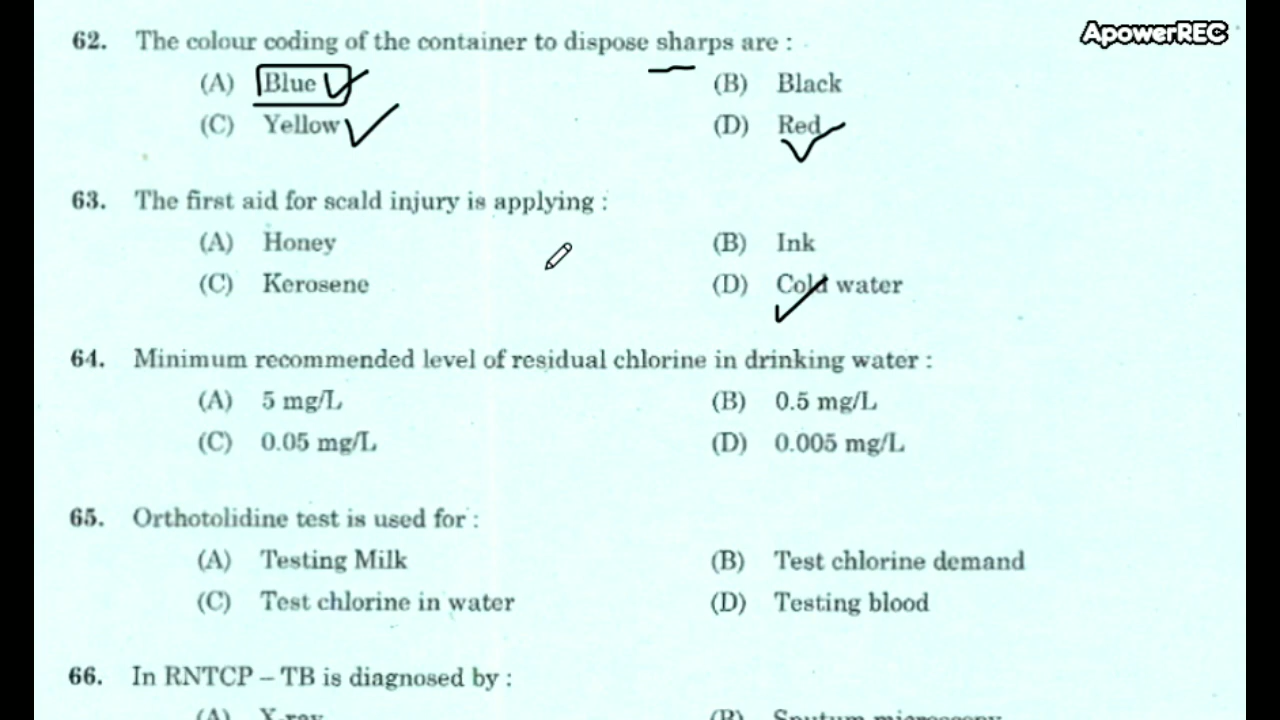 ApowerREC
62. The colour coding of the container to dispose sharps are :
(A) Blue (B) Black
(C) Yellow (D) Red
63. The first aid for scald injury is applying :
(A) Honey (B) Ink
(C) Kerosene (D) Cold water
64. Minimum recommended level of residual chlorine in drinking water :
(A) 5 mg/L (B) 0.5 mg/L
(C) 0.05 mg/L (D) 0.005 mg/L
65. Orthotolidine test is used for :
(A) Testing Milk (B) Test chlorine demand
(C) Test chlorine in water (D) Testing blood
66. In RNTCP – TB is diagnosed by :
(A) X-ray (B) Sputum microscopy